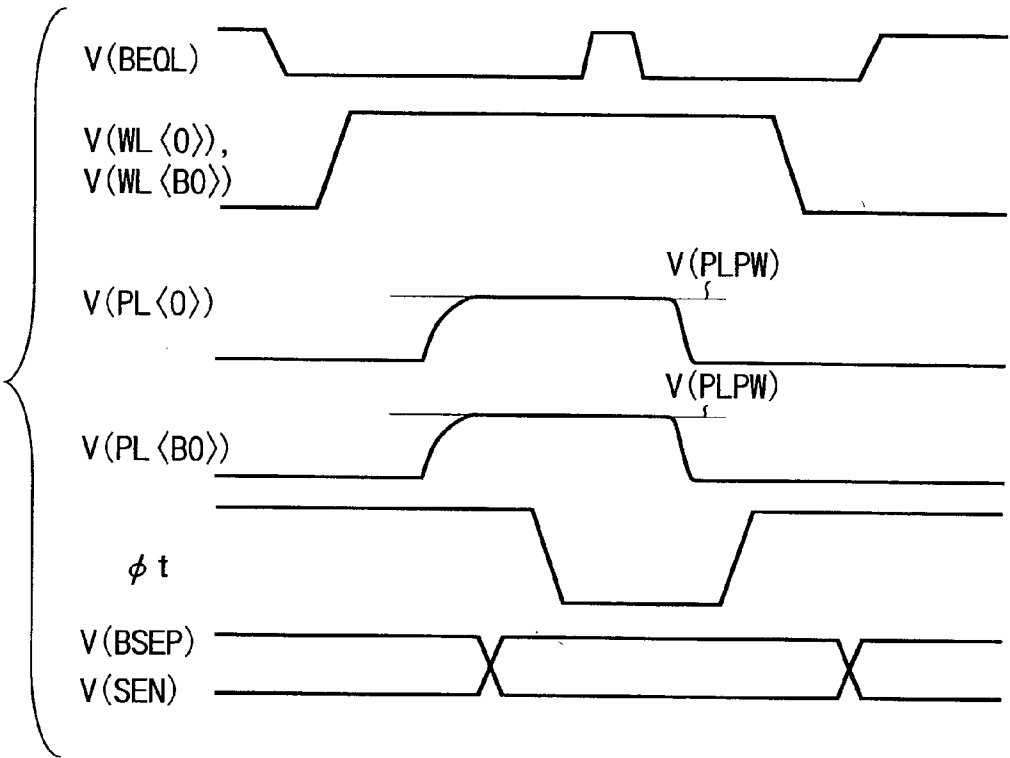 V(BEQL)
V(WL〈0〉),
V(WL〈B0〉)
V(PLPW)
V(PL〈0〉)
V(PLPW)
V(PL〈B0〉)
φt
V(BSEP)
V(SEN)